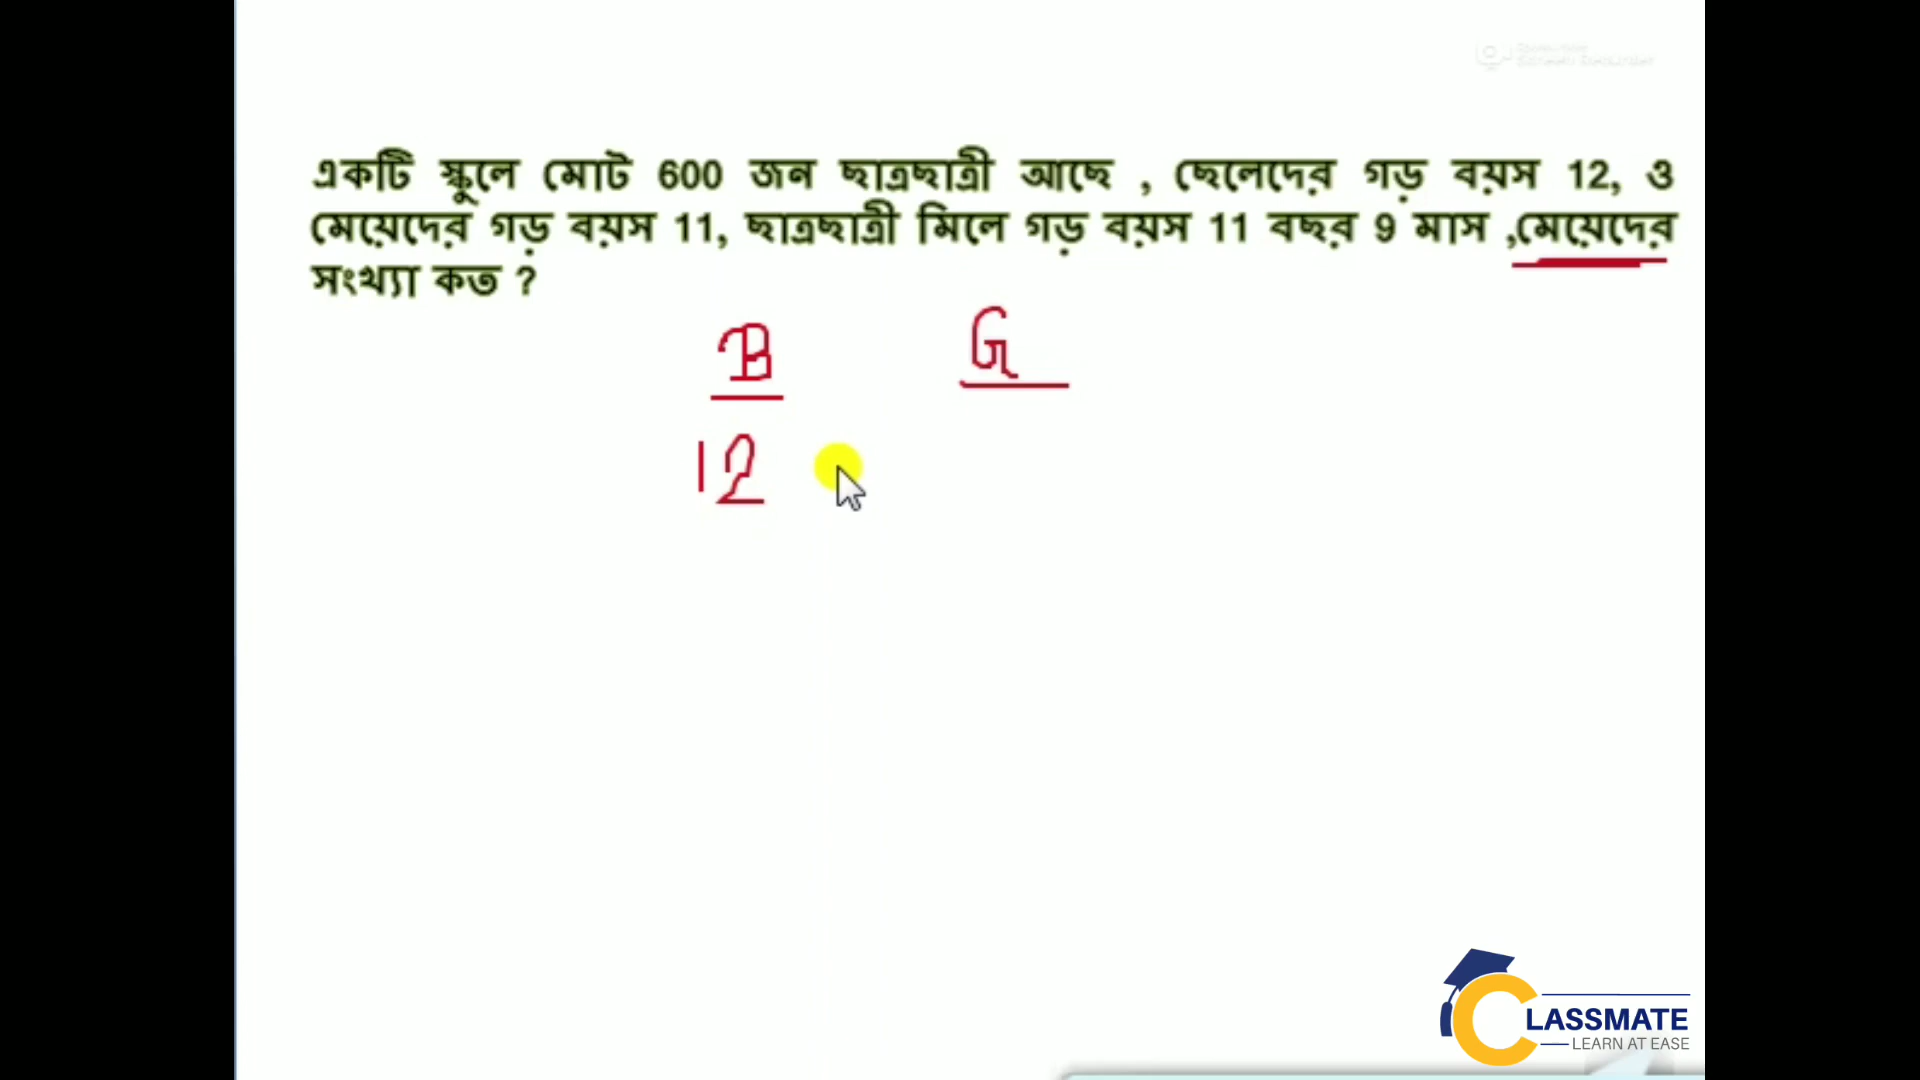 একটি স্কুলে মোট 600 জন ছাত্রছাত্রী আছে , ছেলেদের গড় বয়স 12, ও
মেয়েদের গড় বয়স 11, ছাত্রছাত্রী মিলে গড় বয়স 11 বছর 9 মাস ,মেয়েদের
সংখ্যা কত ?
B G
12
CLASSMATE
LEARN AT EASE